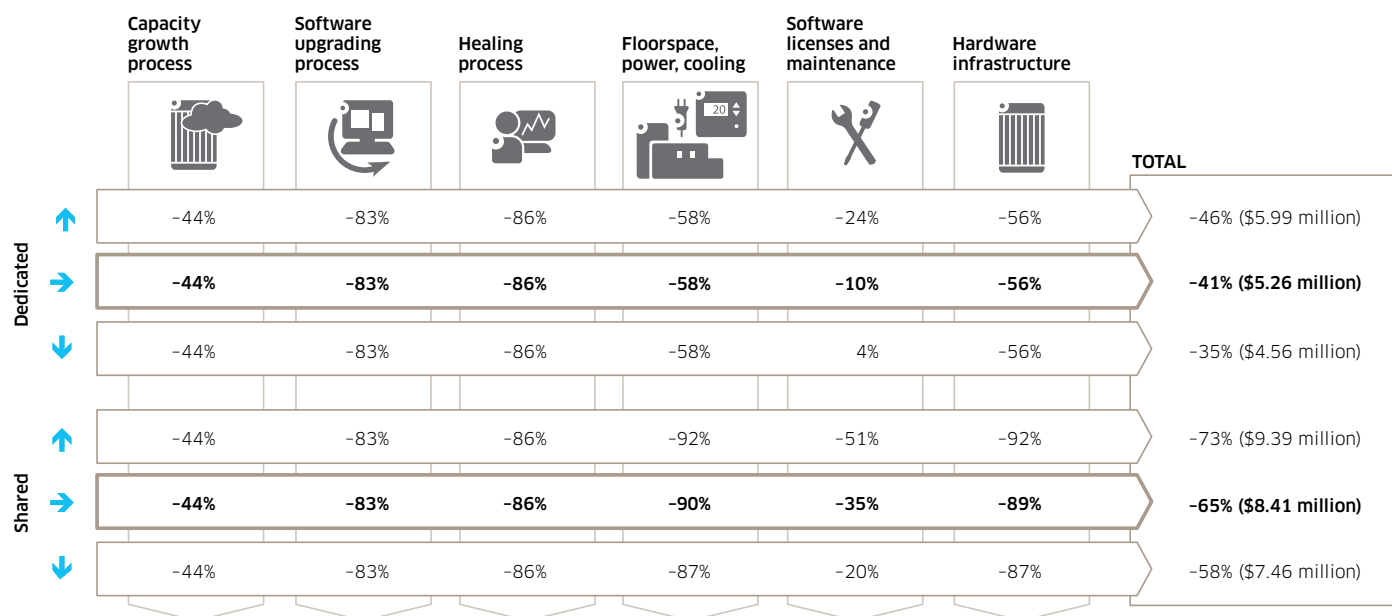 Capacity
growth
process
Software
upgrading
process
Healing
process
Floorspace,
power, cooling
Software
licenses and
maintenance
Hardware
infrastructure
20
TOTAL
Dedicated
-44% -83% -86% -58% -24% -56% -46% ($5.99 million)
-44% -83% -86% -58% -10% -56% -41% ($5.26 million)
-44% -83% -86% -58% 4% -56% -35% ($4.56 million)
Shared
-44% -83% -86% -92% -51% -92% -73% ($9.39 million)
-44% -83% -86% -90% -35% -89% -65% ($8.41 million)
-44% -83% -86% -87% -20% -87% -58% ($7.46 million)